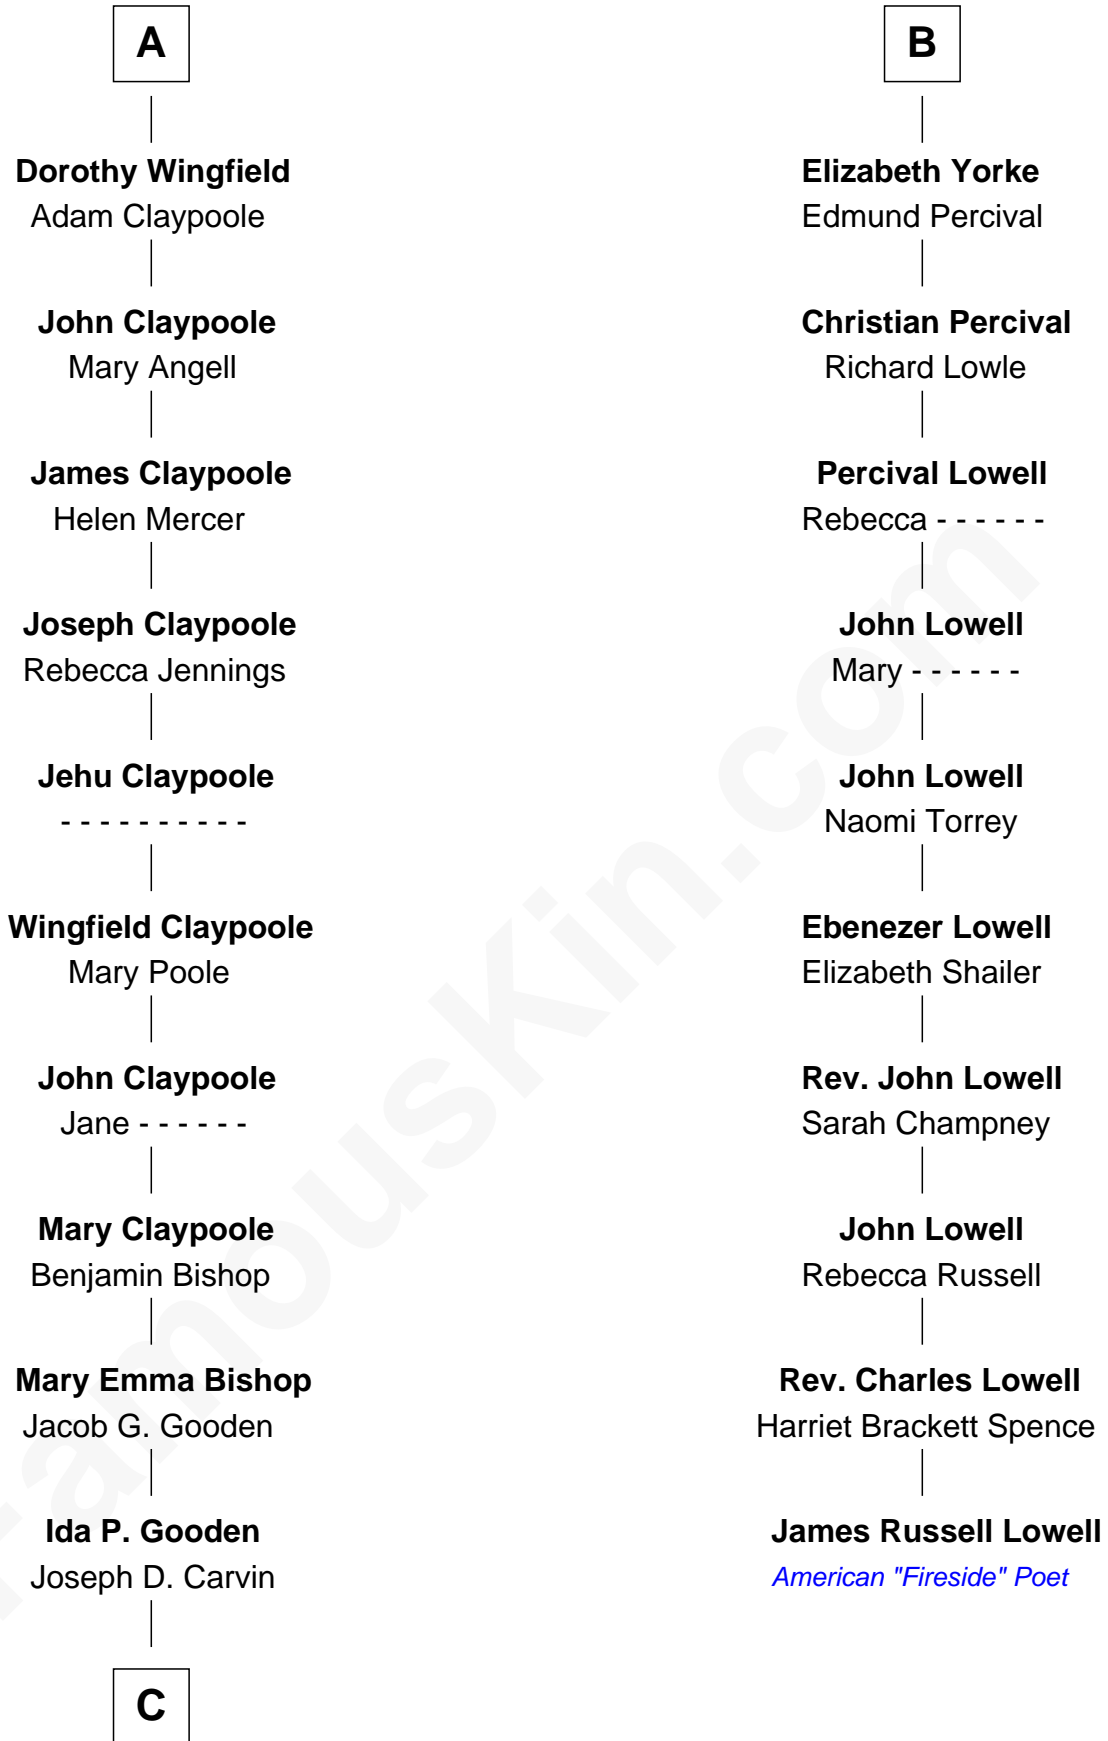 A
Dorothy Wingfield
Adam Claypoole
John Claypoole
Mary Angell
James Claypoole
Helen Mercer
Joseph Claypoole
Rebecca Jennings
Jehu Claypoole
- - - - - - - - - -
Wingfield Claypoole
Mary Poole
John Claypoole
Jane - - - - - -
Mary Claypoole
Benjamin Bishop
Mary Emma Bishop
Jacob G. Gooden
Ida P. Gooden
Joseph D. Carvin
C
B
Elizabeth Yorke
Edmund Percival
Christian Percival
Richard Lowle
Percival Lowell
Rebecca - - - - - -
John Lowell
Mary - - - - - -
John Lowell
Naomi Torrey
Ebenezer Lowell
Elizabeth Shailer
Rev. John Lowell
Sarah Champney
John Lowell
Rebecca Russell
Rev. Charles Lowell
Harriet Brackett Spence
James Russell Lowell
American "Fireside" Poet
FamousKin.com